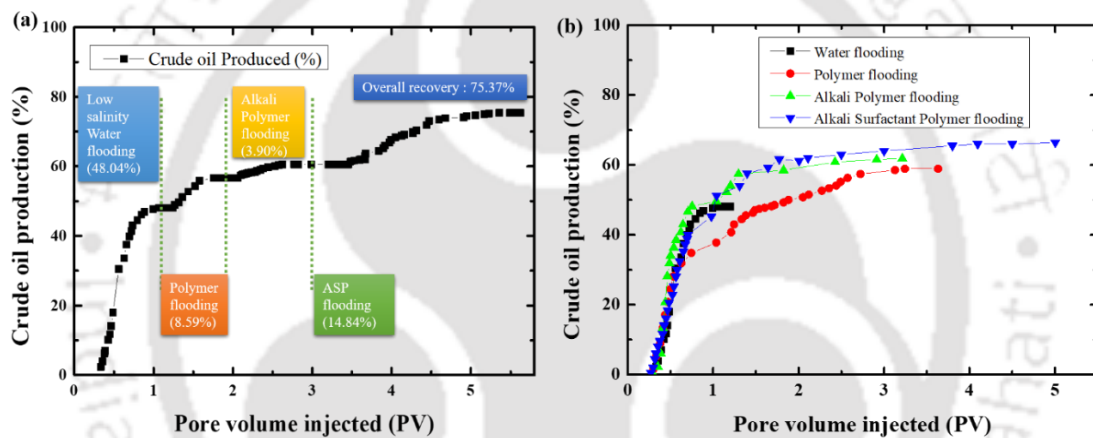 (a)
Crude oil production (%)
100
80
60
40
20
0
Crude oil Produced (%)
Low
salinity
Water
flooding
(48.04%)
Alkali
Polymer
flooding
(3.90%)
Overall recovery : 75.37%
Polymer
flooding
(8.59%)
ASP
flooding
(14.84%)
0 1 2 3 4 5
Pore volume injected (PV)
(b)
Crude oil production (%)
100
80
60
40
20
0
Water flooding
Polymer flooding
Alkali Polymer flooding
Alkali Surfactant Polymer flooding
0 1 2 3 4 5
Pore volume injected (PV)